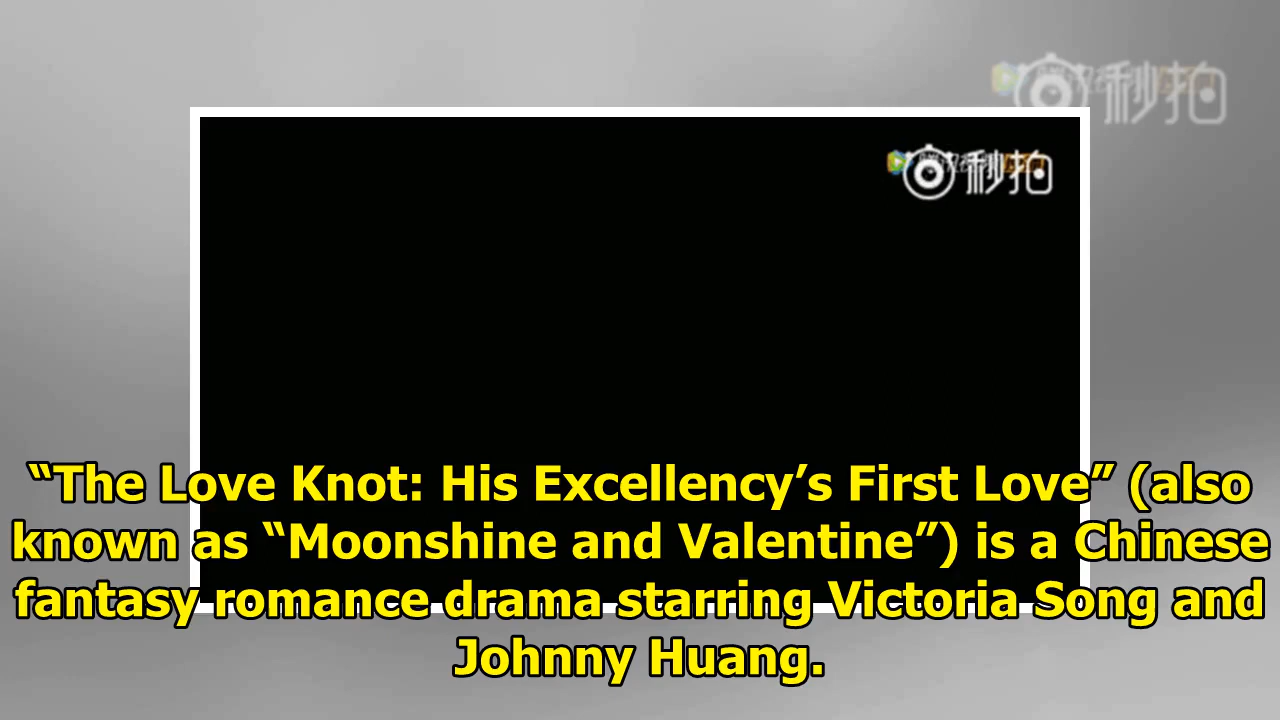 秒拍
秒拍
“The Love Knot: His Excellency’s First Love” (also
known as “Moonshine and Valentine”) is a Chinese
fantasy romance drama starring Victoria Song and
Johnny Huang.